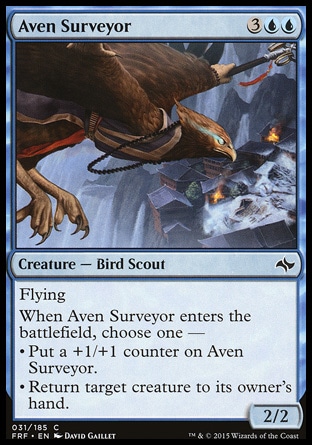 Aven Surveyor 3
Creature — Bird Scout
Flying
When Aven Surveyor enters the
battlefield, choose one —
• Put a +1/+1 counter on Aven
Surveyor.
• Return target creature to its owner's
hand.
2/2
031/185 C
FRF • EN DAVID GAILLET
™ & © 2015 Wizards of the Coast